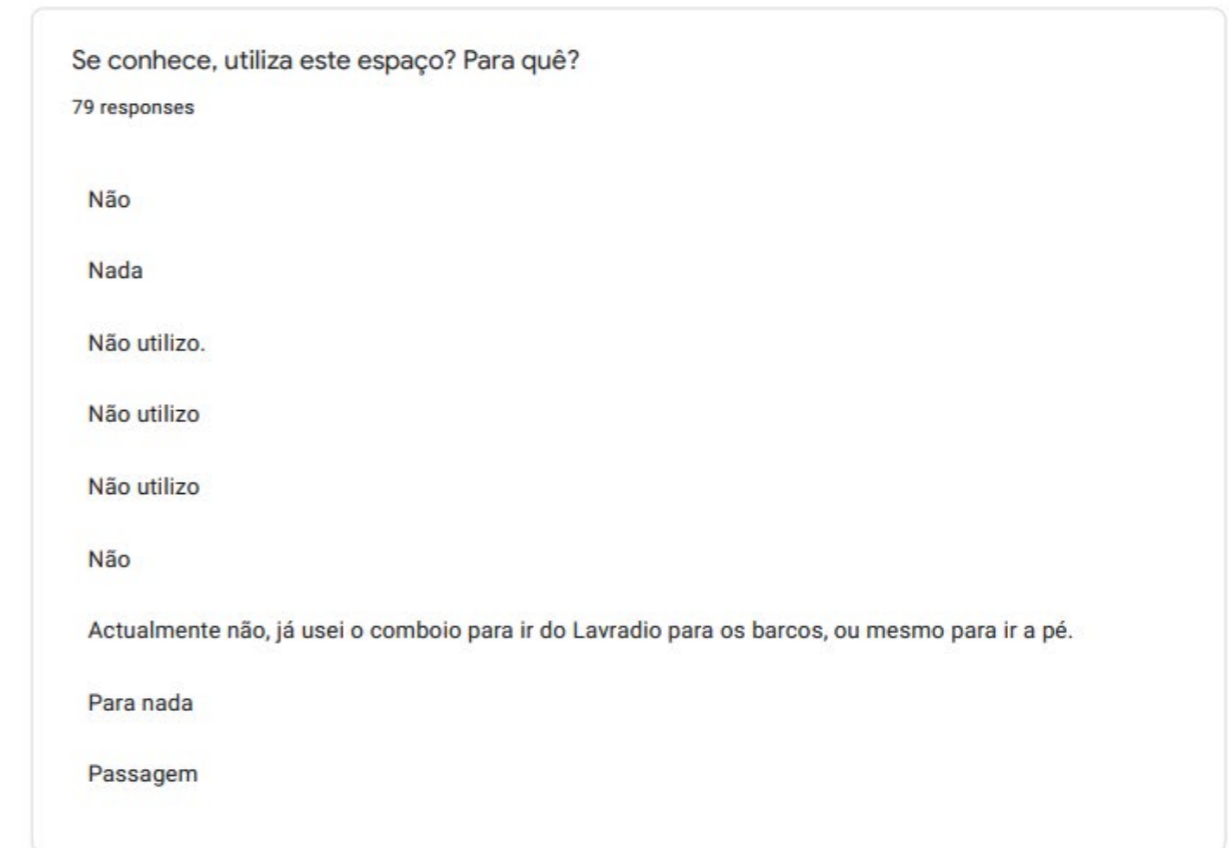 Se conhece, utiliza este espaço? Para quê?
79 responses
Não
Nada
Não utilizo.
Não utilizo
Não utilizo
Não
Actualmente não, já usei o comboio para ir do Lavradio para os barcos, ou mesmo para ir a pé.
Para nada
Passagem